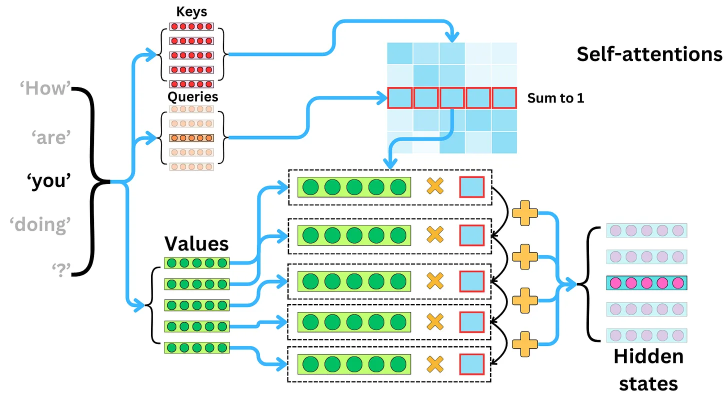 Keys
Self-attentions
‘How’
Queries
Sum to 1
‘are’
‘you’
‘doing’
Values
‘?’
Hidden
states